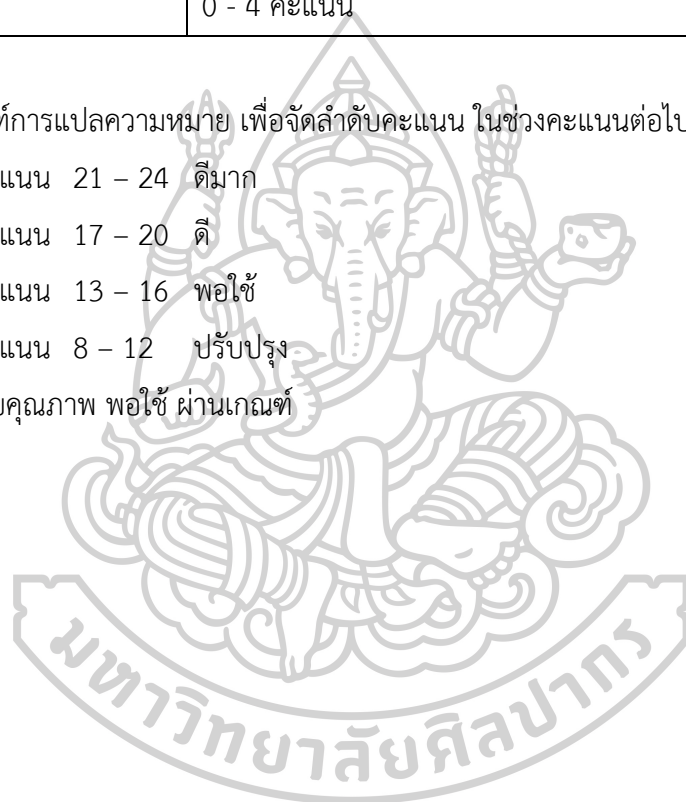 0 - 4 คะแนน
ท์การแปลความหมาย เพื่อจัดลำดับคะแนน ในช่วงคะแนนต่อไป
แนน 21 – 24 ดีมาก
แนน 17 – 20 ดี
แนน 13 – 16 พอใช้
แนน 8 – 12 ปรับปรุง
บคุณภาพ พอใช้ ผ่านเกณฑ์
มหาวิทยาลัยศิลปากร